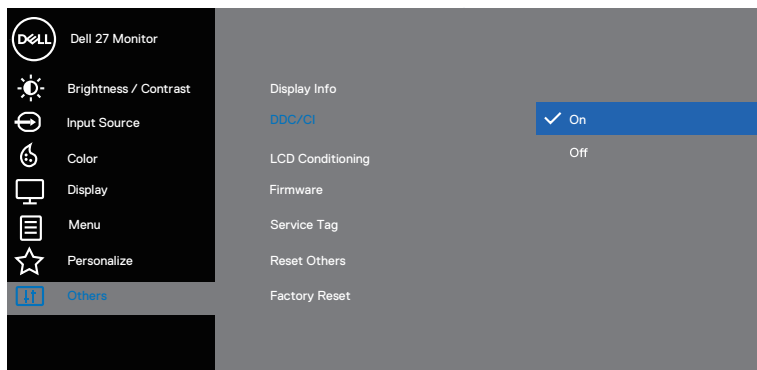 DELL
Dell 27 Monitor
Brightness / Contrast
Input Source
Color
Display
Menu
Personalize
Others
Display Info
DDC/CI
LCD Conditioning
Firmware
Service Tag
Reset Others
Factory Reset
On
Off